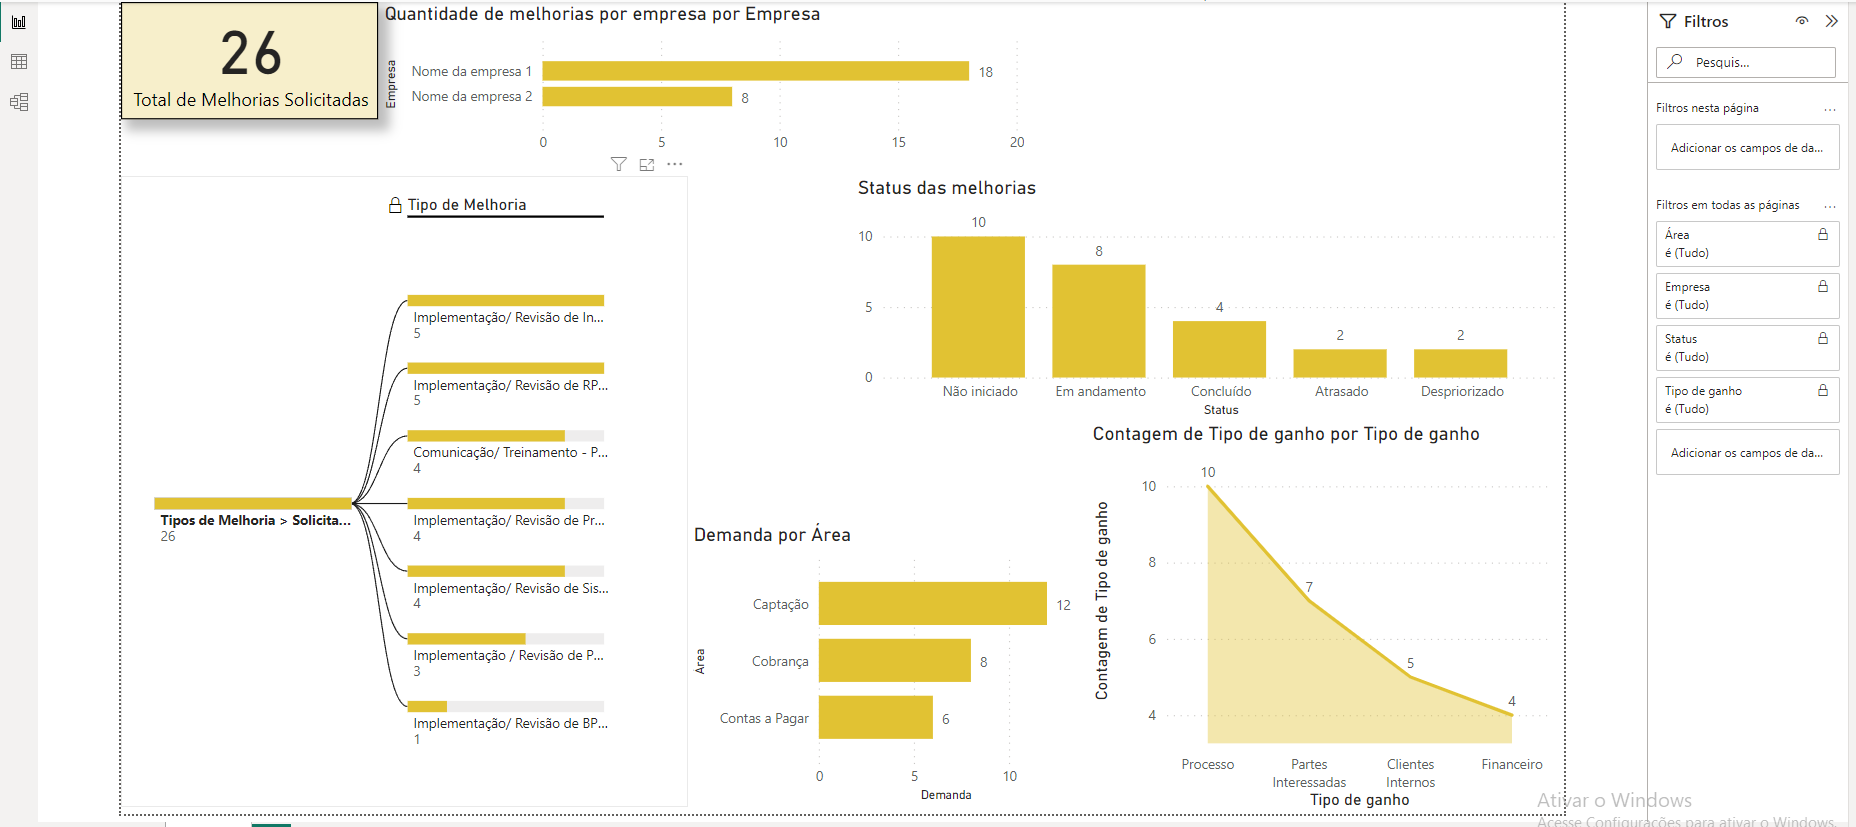 26
Total de Melhorias Solicitadas
Quantidade de melhorias por empresa por Empresa
Empresa
Nome da empresa 1
18
Nome da empresa 2
8
0 5 10 15 20
Tipo de Melhoria
Implementação/ Revisão de In...
5
Implementação/ Revisão de RP...
5
Comunicação/ Treinamento - P...
4
Implementação/ Revisão de Pr...
4
Implementação/ Revisão de Sis...
4
Implementação / Revisão de P...
3
Implementação/ Revisão de BP...
1
Tipos de Melhoria > Solicita...
26
Status das melhorias
10
5
0
10
8
4
2
2
Não iniciado
Em andamento
Concluído
Atrasado
Despriorizado
Status
Demanda por Área
Área
Captação
12
Cobrança
8
Contas a Pagar
6
0 5 10
Demanda
Contagem de Tipo de ganho por Tipo de ganho
Contagem de Tipo de ganho
10
8
6
4
10
7
5
4
Processo
Partes
Interessadas
Clientes
Internos
Financeiro
Tipo de ganho
Filtros
Pesquis...
Filtros nesta página
...
Adicionar os campos de da...
Filtros em todas as páginas
...
Área
é (Tudo)
Empresa
é (Tudo)
Status
é (Tudo)
Tipo de ganho
é (Tudo)
Adicionar os campos de da...
Ativar o Windows
Acesse Configurações para ativar o Windows.